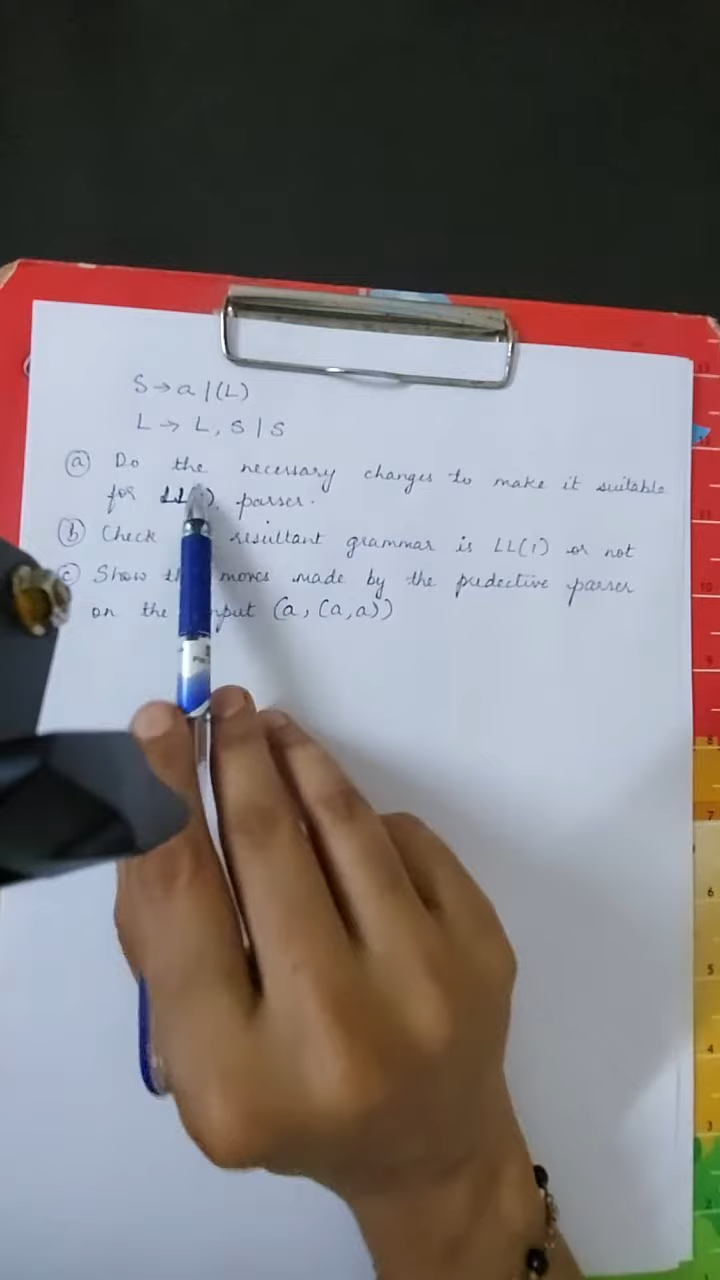 S → a | (L)
L → L, S | S
(a) Do the necessary changes to make it suitable
for parser.
(b) Check resultant grammar is LL(1) or not
(c) Show moves made by the predective parser
on the (a, (a,a))